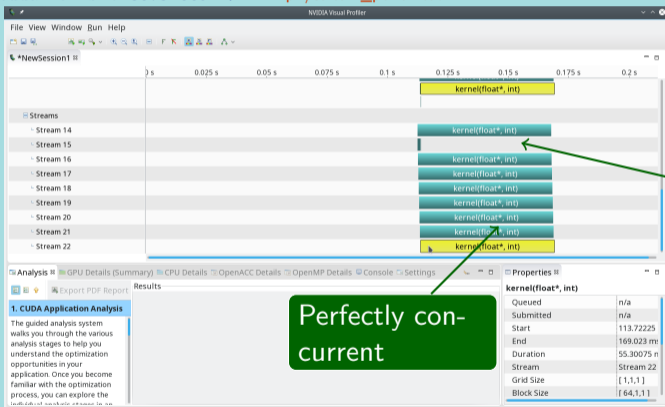 NVIDIA Visual Profiler
File View Window Run Help
*NewSession1
0.025 s 0.05 s 0.075 s 0.1 s 0.125 s 0.15 s 0.175 s 0.2 s
kernel(float*, int)
Streams
Stream 14 kernel(float*, int)
Stream 15
Stream 16 kernel(float*, int)
Stream 17 kernel(float*, int)
Stream 18 kernel(float*, int)
Stream 19 kernel(float*, int)
Stream 20 kernel(float*, int)
Stream 21 kernel(float*, int)
Stream 22 kernel(float*, int)
Analysis GPU Details (Summary) CPU Details OpenACC Details OpenMP Details Console Settings
Export PDF Report
1. CUDA Application Analysis
The guided analysis system
walks you through the various
analysis stages to help you
understand the optimization
opportunities in your
application. Once you become
familiar with the optimization
process, you can explore the
individual analysis stages in an
Results
Perfectly con-
current
Properties
kernel(float*, int)
Queued n/a
Submitted n/a
Start 113.72225
End 169.023 ms
Duration 55.30075 n
Stream Stream 22
Grid Size [ 1,1,1 ]
Block Size [ 64,1,1 ]